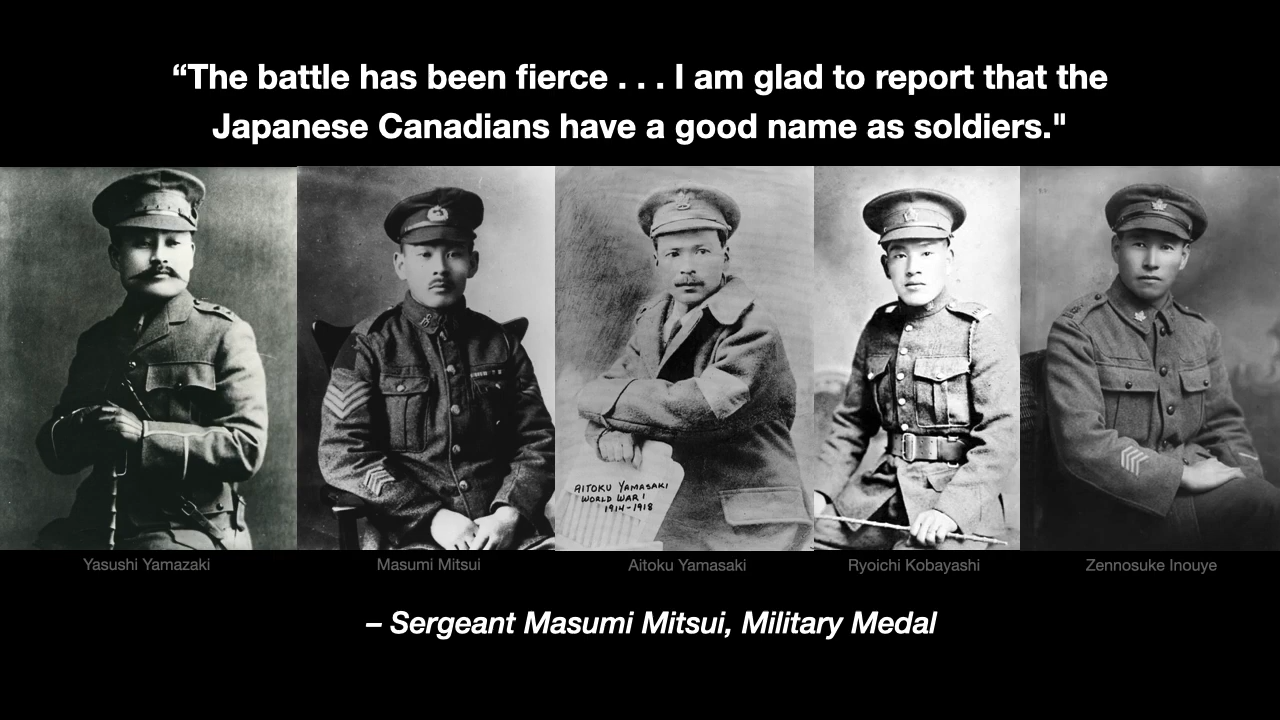 “The battle has been fierce . . . I am glad to report that the
Japanese Canadians have a good name as soldiers."
AITOKU YAMASAKI
WORLD WAR I
1914-1918
Yasushi Yamazaki
Masumi Mitsui
Aitoku Yamasaki
Ryoichi Kobayashi
Zennosuke Inouye
– Sergeant Masumi Mitsui, Military Medal